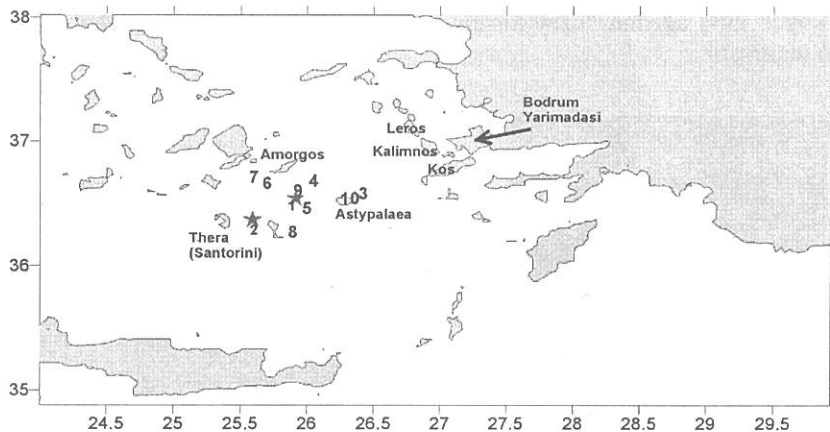 38
37
36
35
Bodrum
Yarimadasi
Leros
Kalimnos
Kos
Amorgos
7 6 4
9
1 5
10 3
Astypalaea
2 8
Thera
(Santorini)
24.5 25 25.5 26 26.5 27 27.5 28 28.5 29 29.5